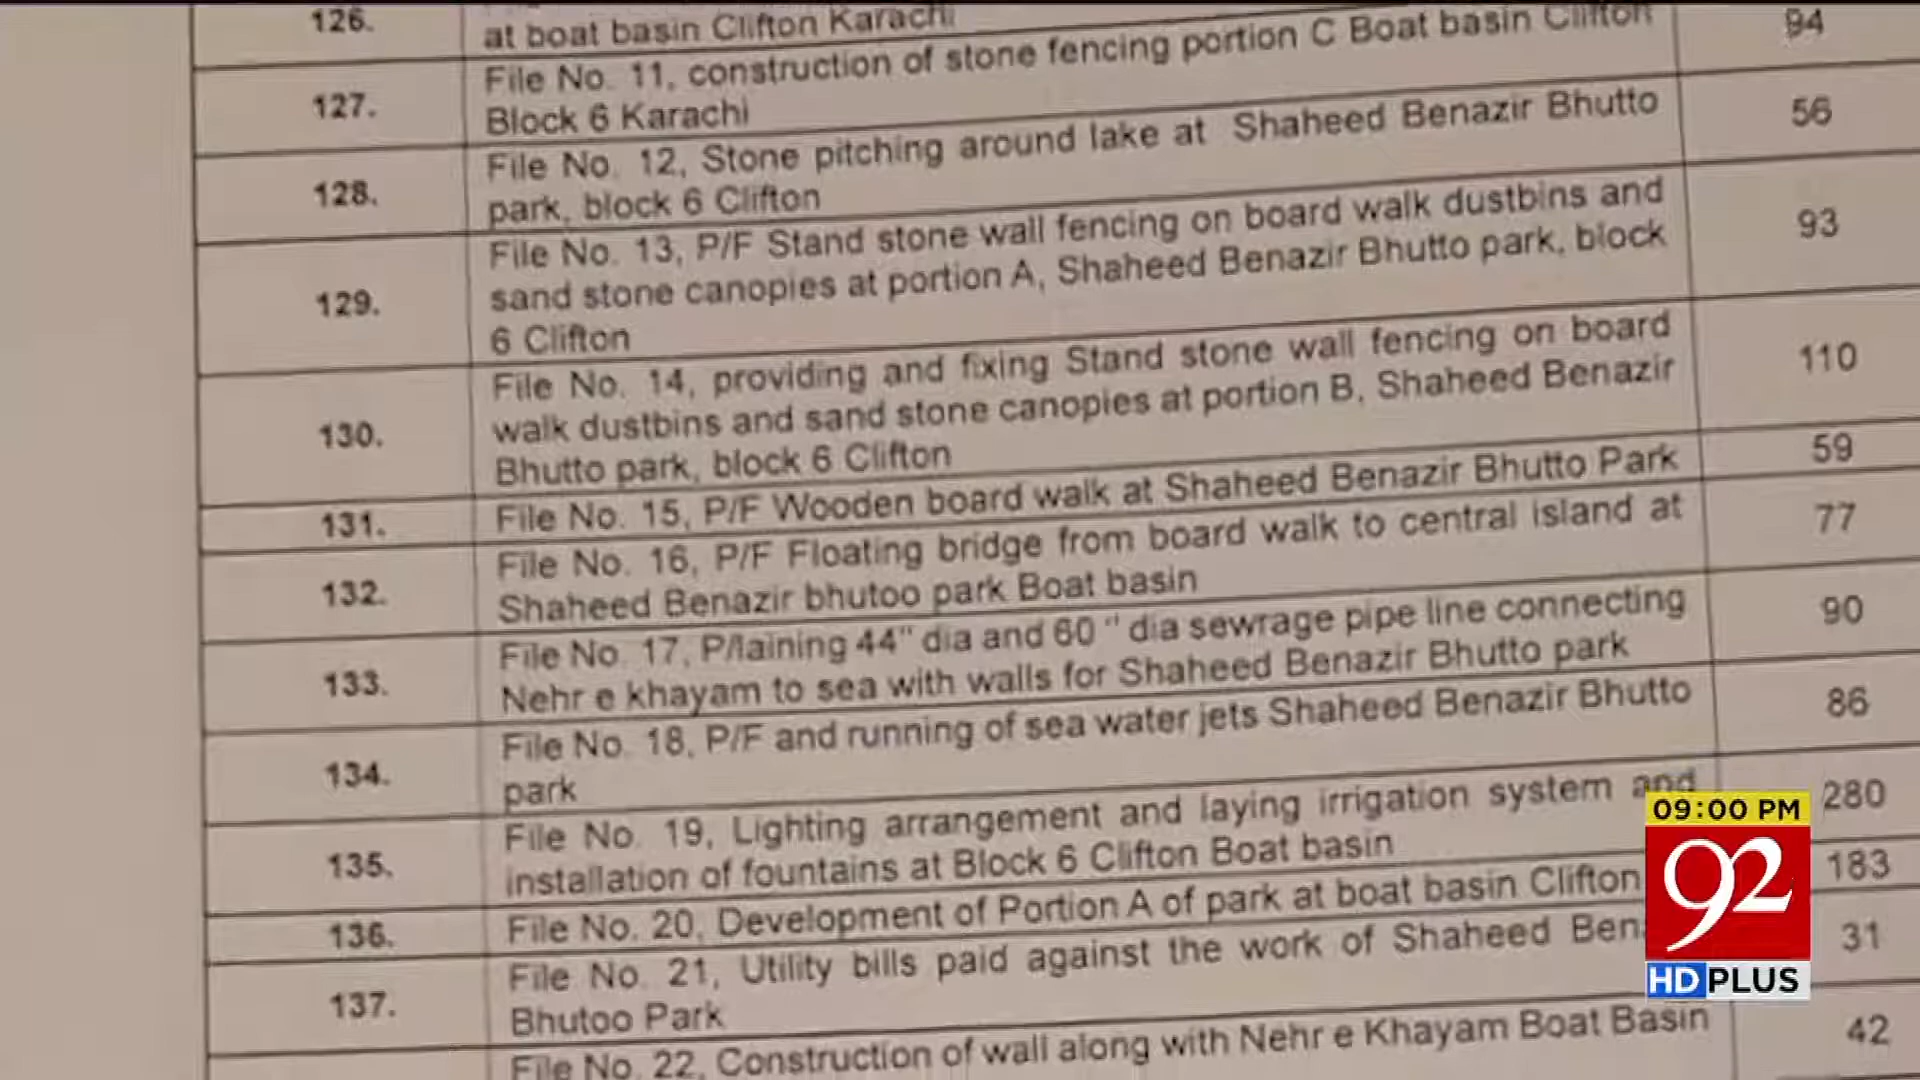 126.
at boat basin Clifton Karachi
127.
File No. 11, construction of stone fencing portion C Boat basin Clifton
Block 6 Karachi
94
128.
File No. 12, Stone pitching around lake at Shaheed Benazir Bhutto
park, block 6 Clifton
56
129.
File No. 13, P/F Stand stone wall fencing on board walk dustbins and
sand stone canopies at portion A, Shaheed Benazir Bhutto park, block
6 Clifton
93
130.
File No. 14, providing and fixing Stand stone wall fencing on board
walk dustbins and sand stone canopies at portion B, Shaheed Benazir
Bhutto park, block 6 Clifton
110
131.
File No. 15, P/F Wooden board walk at Shaheed Benazir Bhutto Park
59
132.
File No. 16, P/F Floating bridge from board walk to central island at
Shaheed Benazir bhutoo park Boat basin
77
133.
File No. 17, P/laining 44" dia and 60 " dia sewrage pipe line connecting
Nehr e khayam to sea with walls for Shaheed Benazir Bhutto park
90
134.
File No. 18, P/F and running of sea water jets Shaheed Benazir Bhutto
park
86
135.
File No. 19, Lighting arrangement and laying irrigation system and
installation of fountains at Block 6 Clifton Boat basin
280
136.
File No. 20, Development of Portion A of park at boat basin Clifton
183
137.
File No. 21, Utility bills paid against the work of Shaheed
Bhutoo Park
31
File No. 22, Construction of wall along with Nehr e Khayam Boat Basin
42
09:00 PM
92
HD PLUS